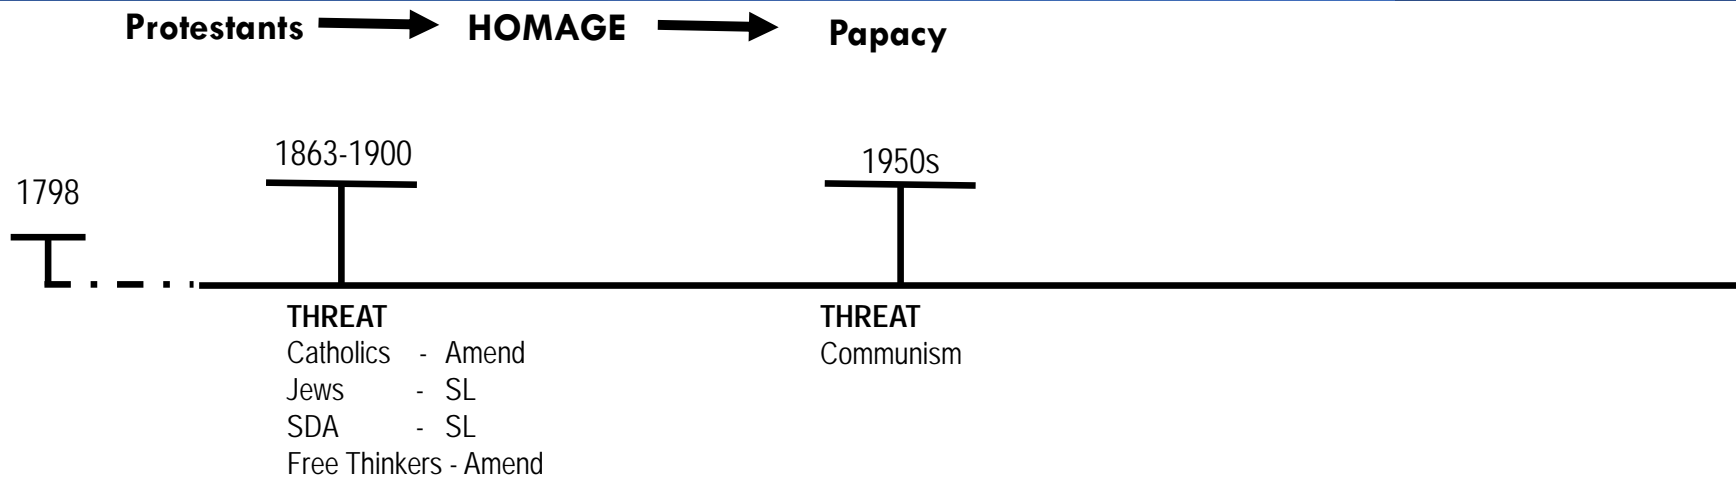 Protestants HOMAGE Papacy
1863-1900
1950s
1798
THREAT
Catholics - Amend
Jews - SL
SDA - SL
Free Thinkers - Amend
THREAT
Communism